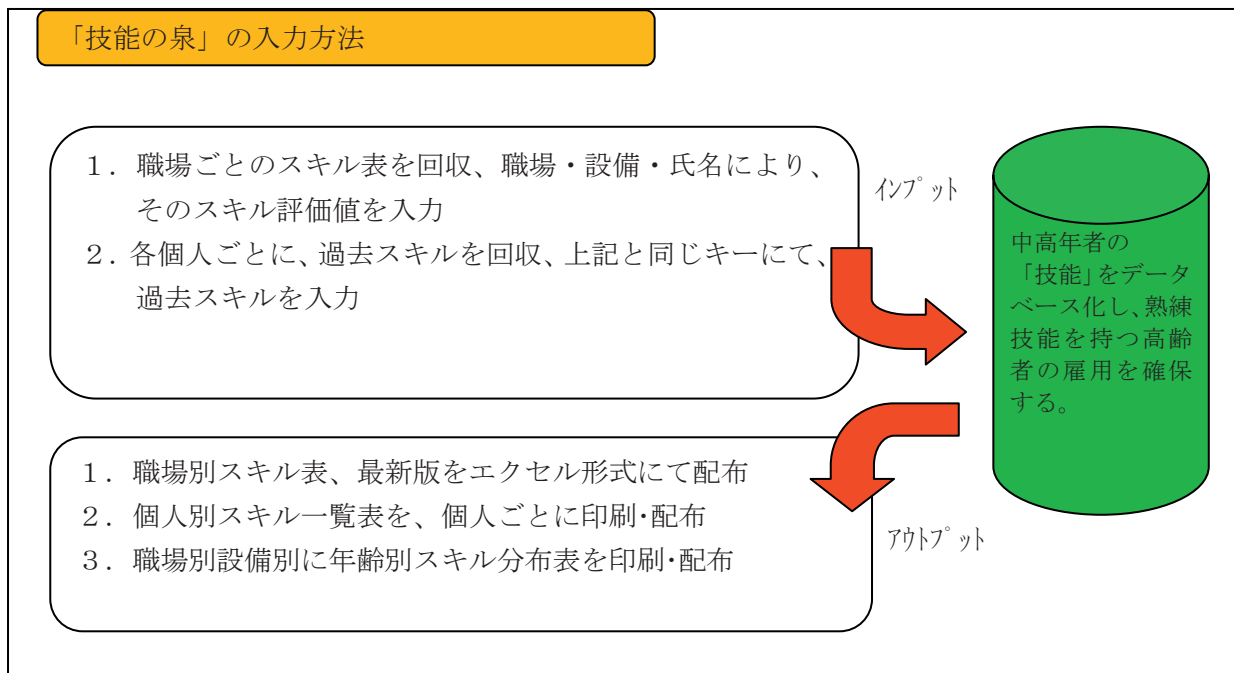 「技能の泉」の入力方法
１．職場ごとのスキル表を回収、職場・設備・氏名により、
そのスキル評価値を入力
２．各個人ごとに、過去スキルを回収、上記と同じキーにて、
過去スキルを入力
ｲﾝﾌﾟｯﾄ
中高年者の
「技能」をデータ
ベース化し、熟練
技能を持つ高齢
者の雇用を確保
する。
１．職場別スキル表、最新版をエクセル形式にて配布
２．個人別スキル一覧表を、個人ごとに印刷･配布
３．職場別設備別に年齢別スキル分布表を印刷･配布
ｱｳﾄﾌﾟｯﾄ